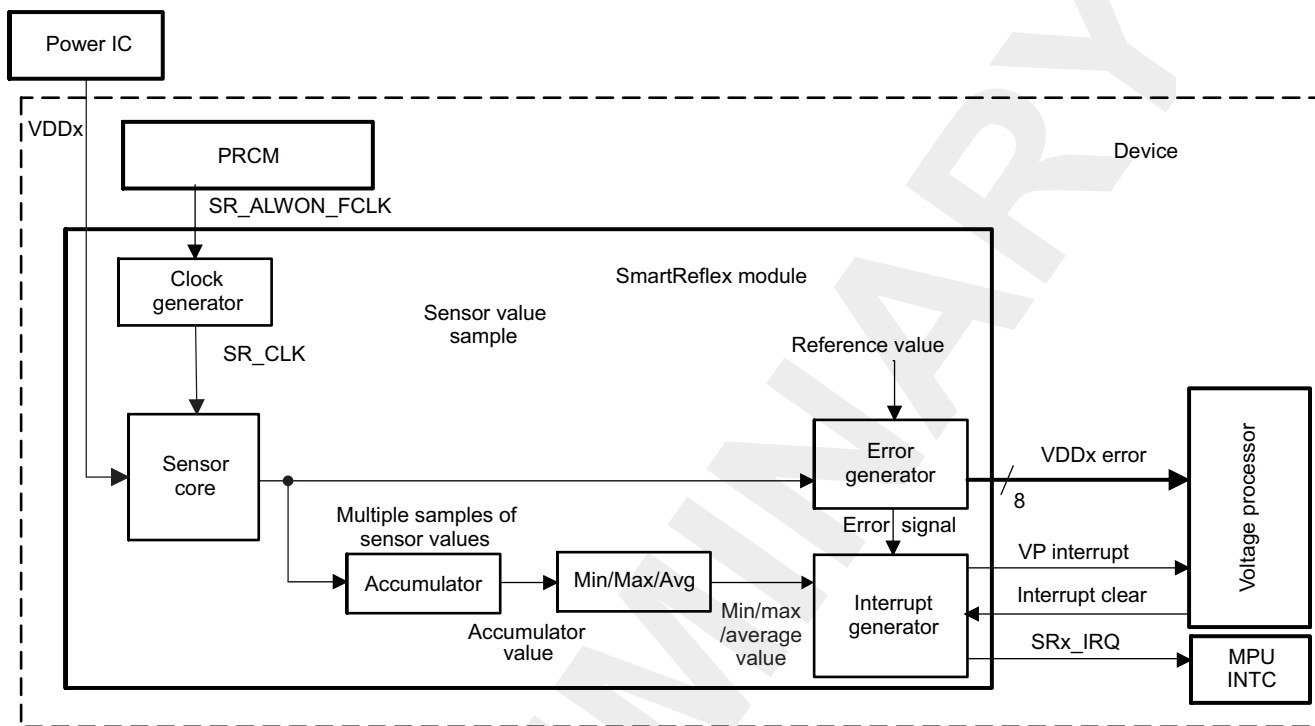 Power IC
VDDx
PRCM
Device
SR_ALWON_FCLK
Clock
generator
SmartReflex module
Sensor value
sample
SR_CLK
Reference value
Sensor
core
Error
generator
VDDx error
8
Voltage processor
Multiple samples of
sensor values
Error signal
Accumulator
Min/Max/Avg
VP interrupt
Interrupt
generator
Interrupt clear
Accumulator
value
Min/max
/average
value
SRx_IRQ
MPU
INTC
MINARY